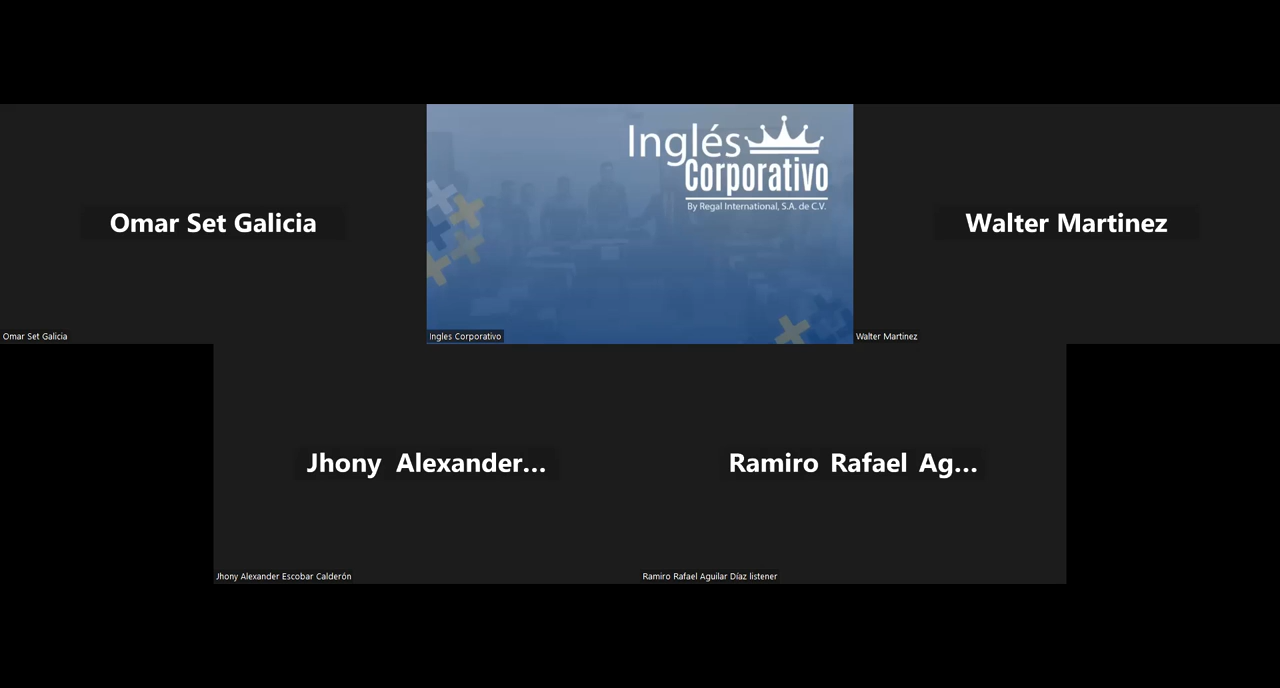 Omar Set Galicia
Omar Set Galicia
Inglés
Corporativo
By Regal International, S.A. de C.V.
Ingles Corporativo
Walter Martinez
Walter Martinez
Jhony Alexander...
Jhony Alexander Escobar Calderón
Ramiro Rafael Ag...
Ramiro Rafael Aguilar Díaz listener